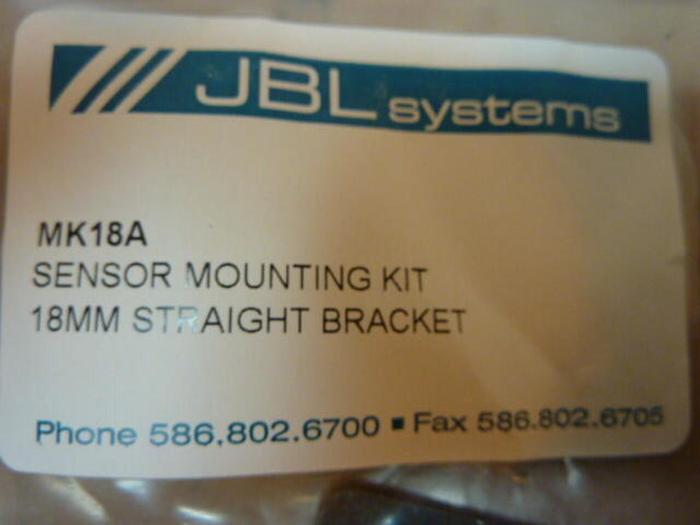 JBL systems
MK18A
SENSOR MOUNTING KIT
18MM STRAIGHT BRACKET
Phone 586.802.6700 ▪ Fax 586.802.6705